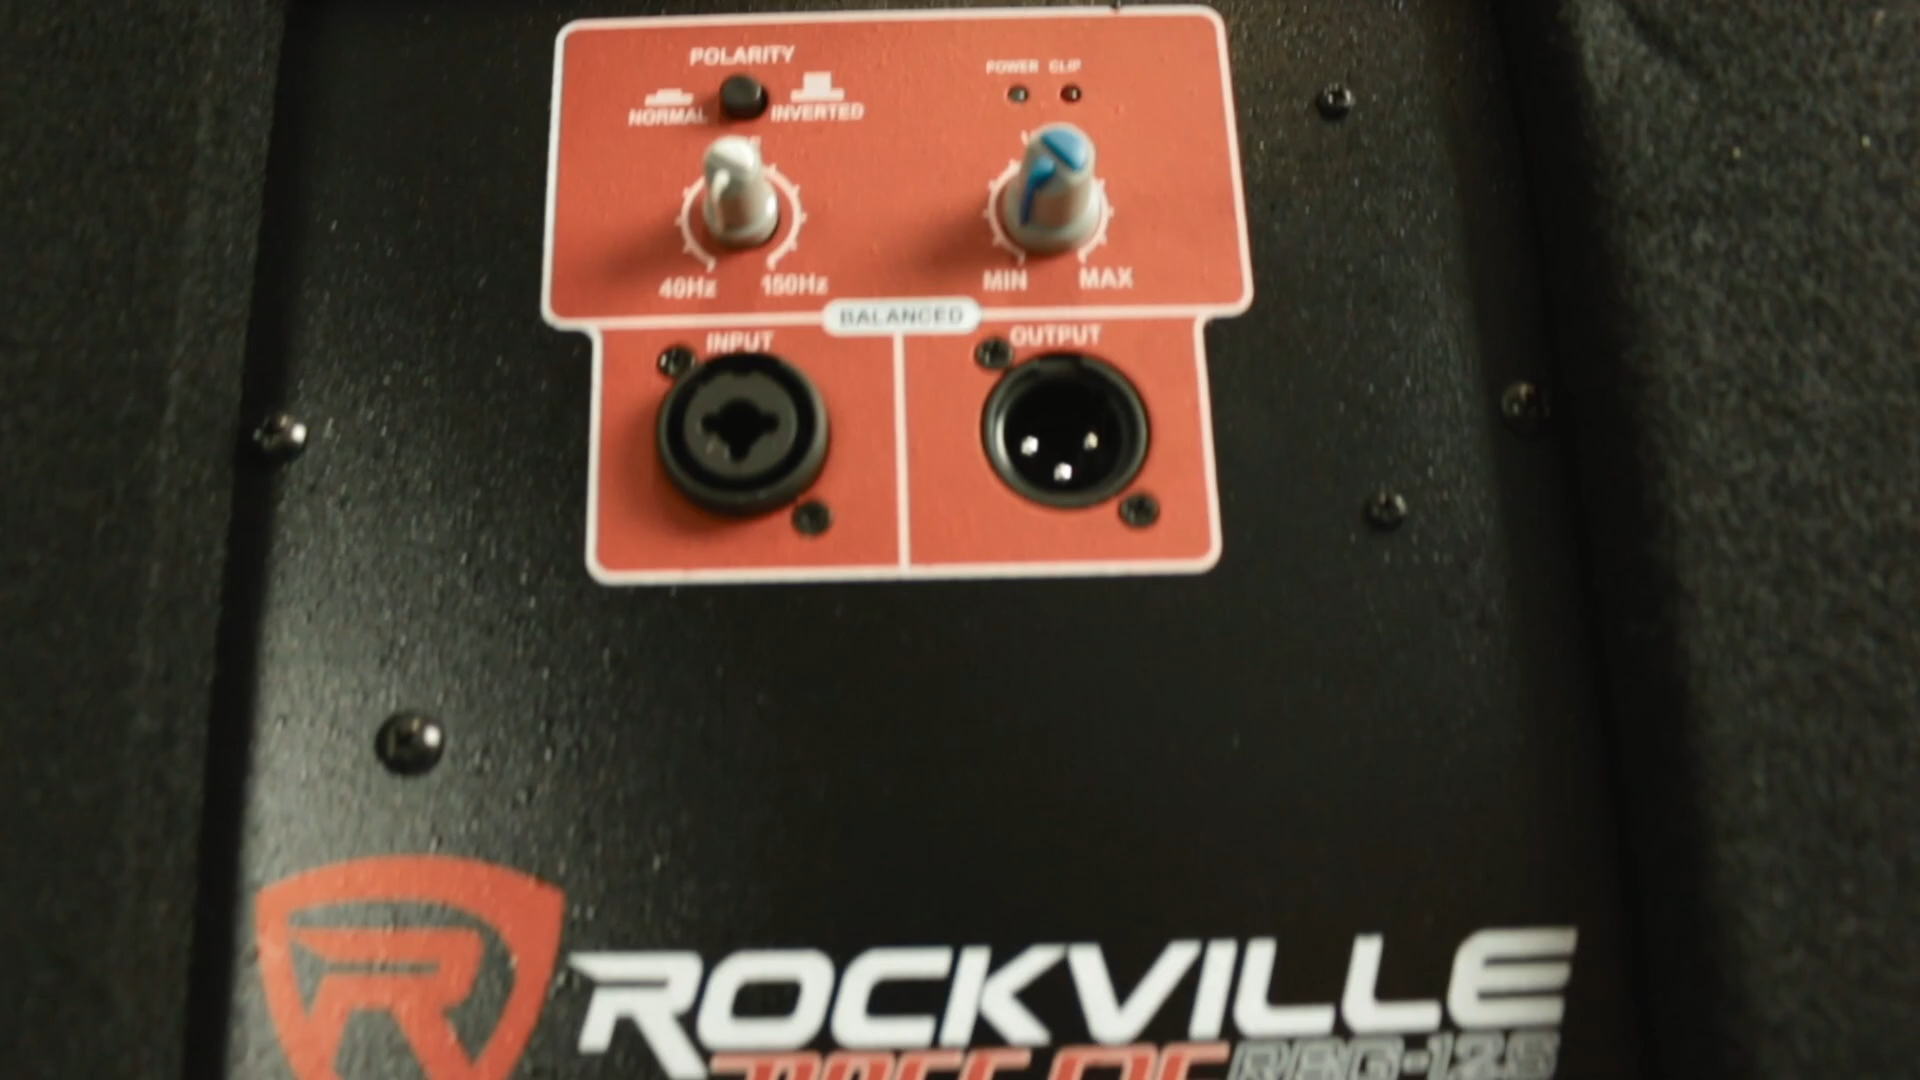 POLARITY
POWER CLIP
NORMAL
INVERTED
40Hz 150Hz
MIN MAX
BALANCED
INPUT
OUTPUT
ROCKVILLE